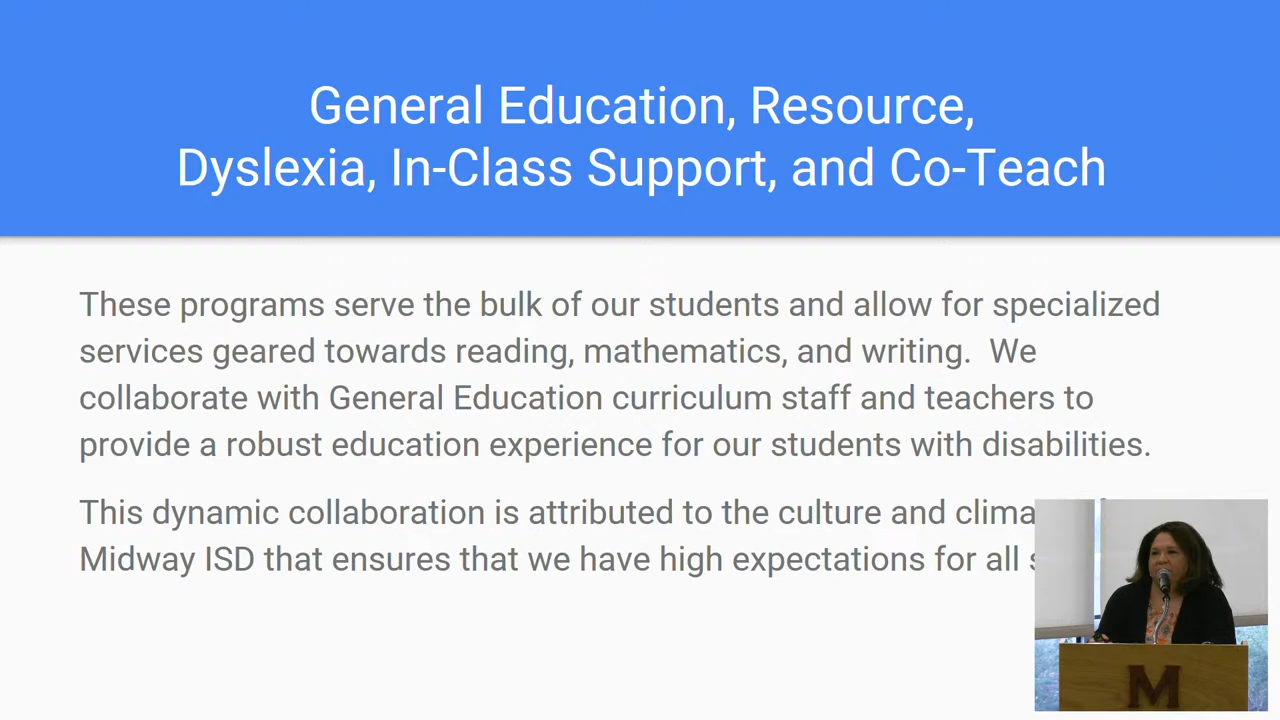 General Education, Resource,
Dyslexia, In-Class Support, and Co-Teach
These programs serve the bulk of our students and allow for specialized
services geared towards reading, mathematics, and writing.  We
collaborate with General Education curriculum staff and teachers to
provide a robust education experience for our students with disabilities.
This dynamic collaboration is attributed to the culture and
Midway ISD that ensures that we have high expectations for all
M